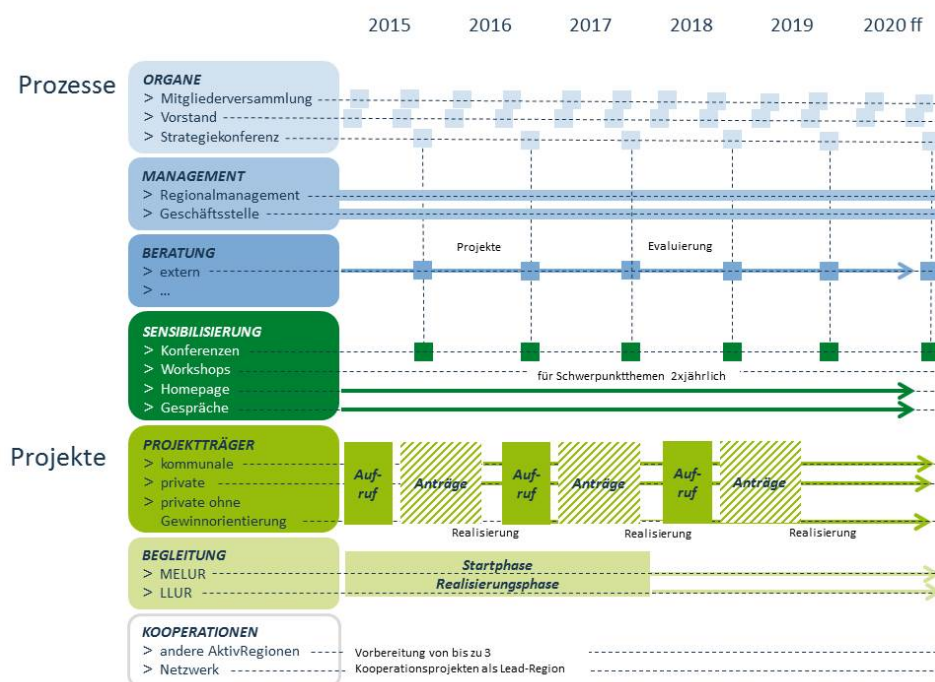 2015 2016 2017 2018 2019 2020 ff
Prozesse
ORGANE
> Mitgliederversammlung
> Vorstand
> Strategiekonferenz
MANAGEMENT
> Regionalmanagement
> Geschäftsstelle
BERATUNG
> extern
> ...
Projekte Evaluierung
SENSIBILISIERUNG
> Konferenzen
> Workshops
für Schwerpunktthemen 2xjährlich
> Homepage
> Gespräche
Projekte
PROJEKTTRÄGER
> kommunale
> private
> private ohne
Gewinnorientierung
Auf-
ruf
Anträge
Auf-
ruf
Anträge
Auf-
ruf
Anträge
Realisierung Realisierung Realisierung
BEGLEITUNG
> MELUR
> LLUR
Startphase
Realisierungsphase
KOOPERATIONEN
> andere AktivRegionen
> Netzwerk
Vorbereitung von bis zu 3
Kooperationsprojekten als Lead-Region